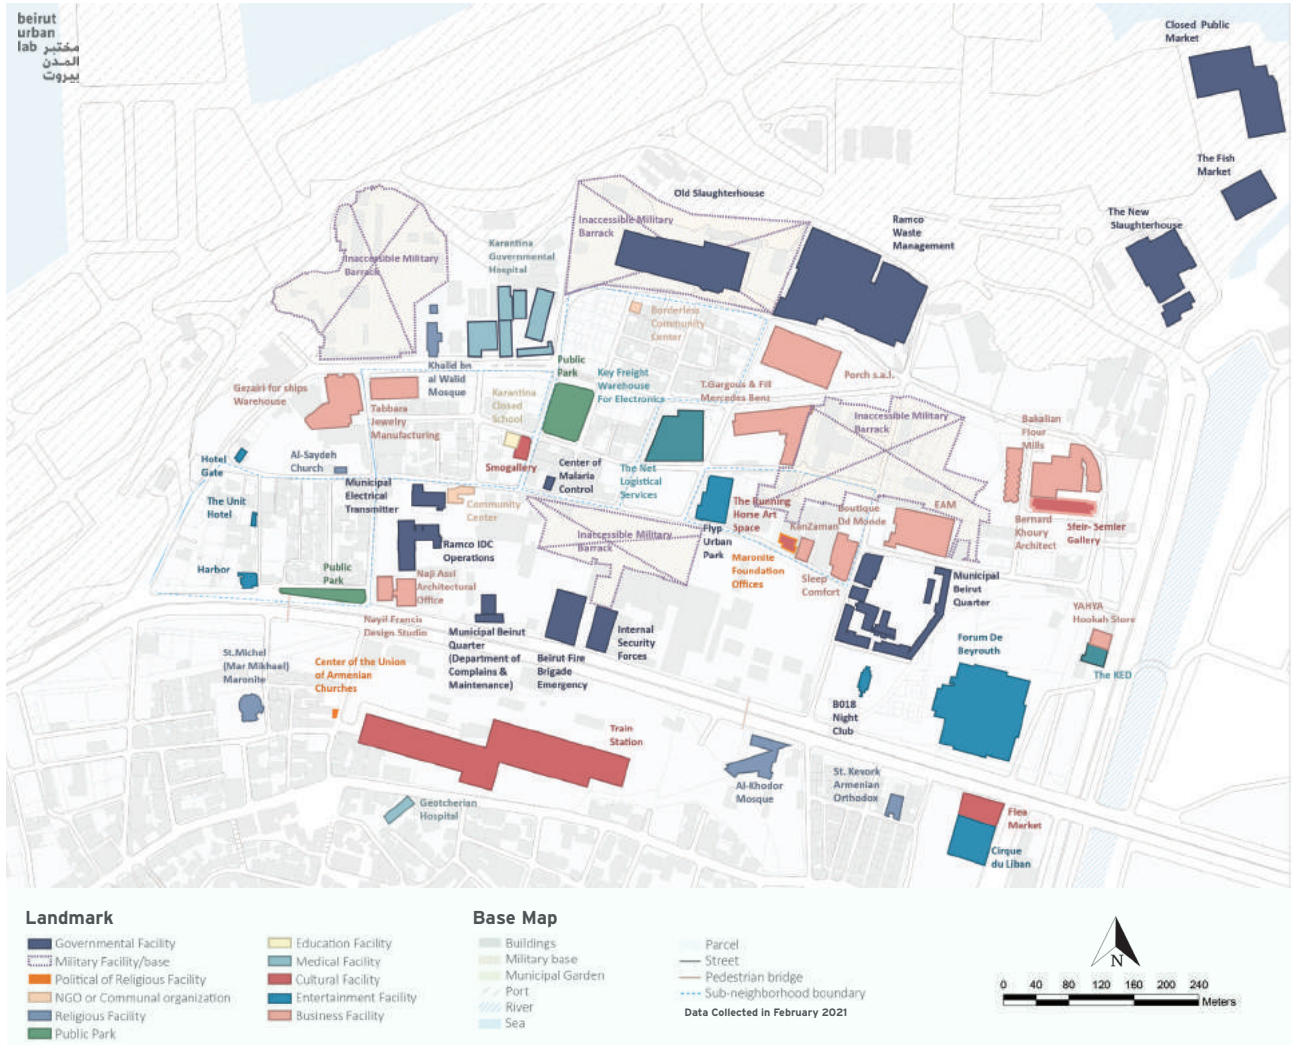 beirut
urban
lab مختبر
المدن
بيروت
Closed Public
Market
The Fish
Market
The New
Slaughterhouse
Old Slaughterhouse
Ramco
Waste
Management
Inaccessible Military
Barrack
Inaccessible Military
Barrack
Karantina
Governmental
Hospital
Borderless
Community
Center
Khalid bn
al Walid
Mosque
Public
Park
Key Freight
Warehouse
For Electronics
T.Gargous & Fill
Mercedes Benz
Porch s.a.l.
Gezairi for ships
Warehouse
Tabbara
Jewelry
Manufacturing
Karantina
Closed
School
Inaccessible Military
Barrack
Bakalian
Flour
Mills
Hotel
Gate
Al-Saydeh
Church
Smogallery
Center of
Malaria
Control
The Net
Logistical
Services
Municipal
Electrical
Transmitter
Community
Center
The Unit
Hotel
The Running
Horse Art
Space
Boutique
Dd Monde
EAM
KanZaman
Bernard
Khoury
Architect
Sfeir- Semler
Gallery
Flyp
Urban
Park
Inaccessible Military
Barrack
Ramco IDC
Operations
Maronite
Foundation
Offices
Sleep
Comfort
Municipal
Beirut
Quarter
Harbor
Public
Park
Naji Assi
Architectural
Office
Nayif Francis
Design Studio
Municipal Beirut
Quarter
(Department of
Complains &
Maintenance)
Beirut Fire
Brigade
Emergency
Internal
Security
Forces
YAHYA
Hookah Store
Forum De
Beyrouth
The KED
St.Michel
(Mar Mikhael)
Maronite
Center of the Union
of Armenian
Churches
B018
Night
Club
Train
Station
Al-Khodor
Mosque
St. Kevork
Armenian
Orthodox
Geotcherian
Hospital
Flea
Market
Cirque
du Liban
Landmark
Governmental Facility
Military Facility/base
Political of Religious Facility
NGO or Communal organization
Religious Facility
Public Park
Education Facility
Medical Facility
Cultural Facility
Entertainment Facility
Business Facility
Base Map
Buildings
Military base
Municipal Garden
Port
River
Sea
Parcel
Street
Pedestrian bridge
Sub-neighborhood boundary
Data Collected in February 2021
N
0 40 80 120 160 200 240
Meters